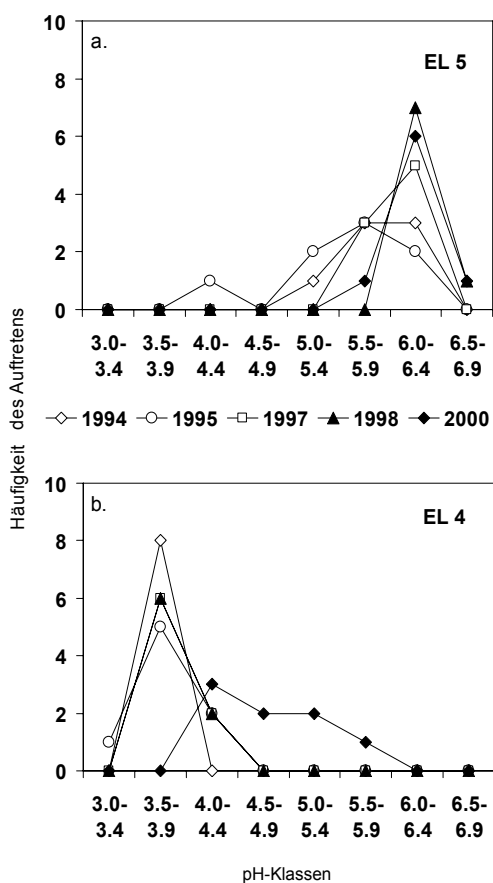 10
a.
EL 5
8
6
4
2
0
3.0- 3.5- 4.0- 4.5- 5.0- 5.5- 6.0- 6.5-
3.4 3.9 4.4 4.9 5.4 5.9 6.4 6.9
1994 1995 1997 1998 2000
Häufigkeit des Auftretens
10
b.
EL 4
8
6
4
2
0
3.0- 3.5- 4.0- 4.5- 5.0- 5.5- 6.0- 6.5-
3.4 3.9 4.4 4.9 5.4 5.9 6.4 6.9
pH-Klassen